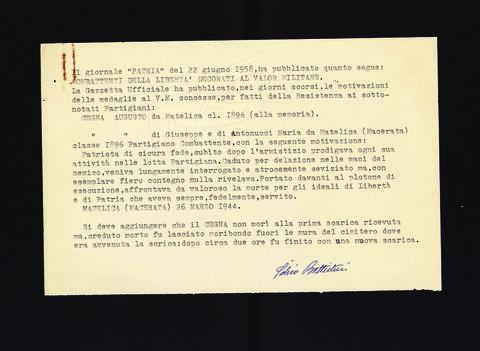 Il giornale "PATRIA" del 22 giugno 1958,ha pubblicato quanto segue:
COMBATTENTI DELLA LIBERTA' DECORATI AL VALOR MILITARE.
La Gazzetta Ufficiale ha pubblicato,nei giorni scorsi,le motivazioni
delle medaglie al V.M. concesse,per fatti della Resistenza ai sotto-
notati Partigiani:
CEGNA AUGUSTO da Matelica cl. 1896 (alla memoria).
" " di Giuseppe e di Antonucci Maria da Matelica (Macerata)
classe 1896 Partigiano Combattente,con la seguente motivazione:
Patriota di sicura fede,subito dopo l'armistizio prodigava ogni sua
attività nelle lotta Partigiana.Caduto per delazione nelle mani del
nemico,veniva lungamente interrogato e atrocemente seviziato ma,con
esemplare fiero contegno nulla rivelava.Portato davanti al plotone di
esecuzione,affrontava da valoroso la morte per gli ideali di Libertà
e di Patria che aveva sempre,fedelmente,servito.
MATELICA (MACERATA) 26 MARZO 1944.
Si deve aggiungere che il CEGNA non morì alla prima scarica ricevuta
ma,creduto morto fu lasciato moribondo fuori le mura del cimitero dove
era avvenuta la scarica;dopo circa due ore fu finito con una nuova scarica.
Battistini